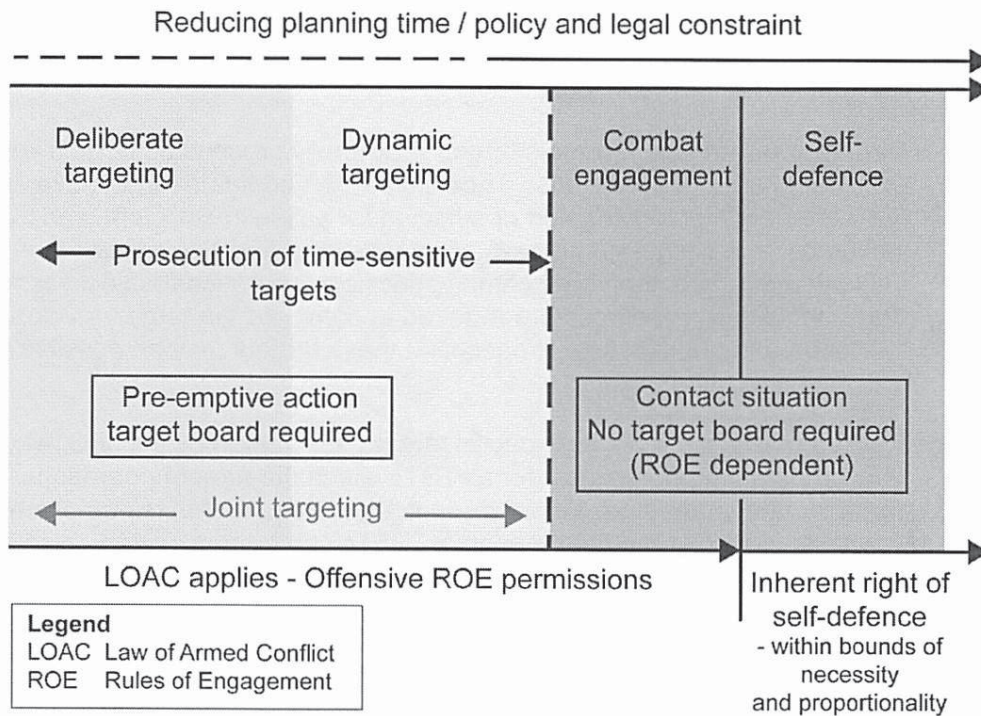 Reducing planning time / policy and legal constraint
Deliberate
targeting
Dynamic
targeting
Combat
engagement
Self-
defence
Prosecution of time-sensitive
targets
Pre-emptive action
target board required
Contact situation
No target board required
(ROE dependent)
Joint targeting
LOAC applies - Offensive ROE permissions
Inherent right of
self-defence
- within bounds of
necessity
and proportionality
Legend
LOAC Law of Armed Conflict
ROE Rules of Engagement